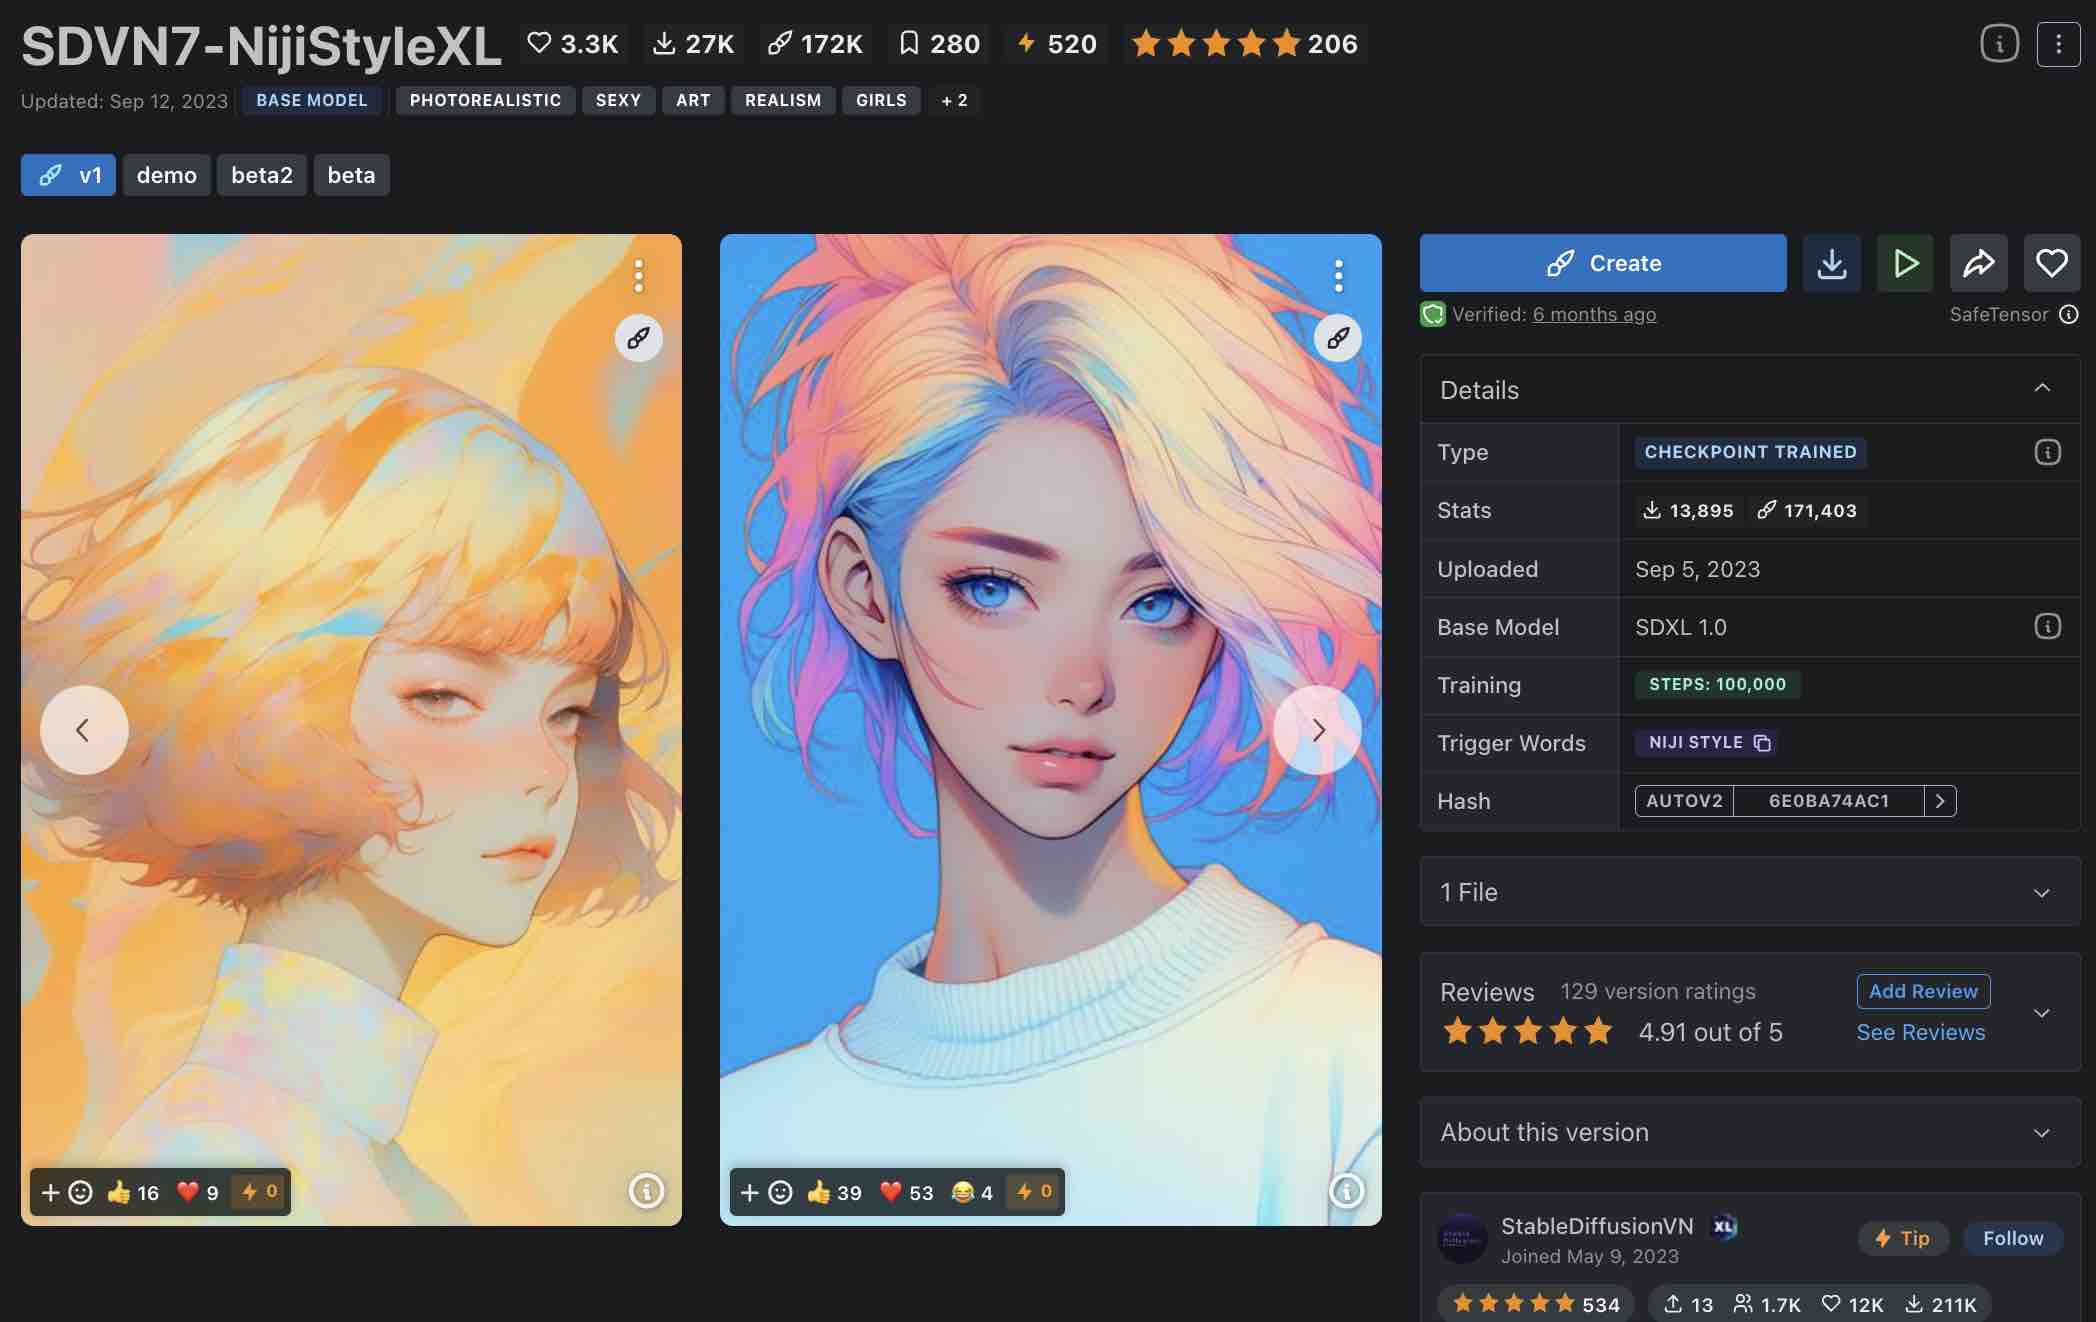 SDVN7-NijiStyleXL 3.3K 27K 172K 280 520 206
Updated: Sep 12, 2023 BASE MODEL PHOTOREALISTIC SEXY ART REALISM GIRLS + 2
v1 demo beta2 beta
Create
Verified: 6 months ago SafeTensor
Details
Type CHECKPOINT TRAINED
Stats 13,895 171,403
Uploaded Sep 5, 2023
Base Model SDXL 1.0
Training STEPS: 100,000
Trigger Words NIJI STYLE
Hash AUTOV2 6E0BA74AC1
1 File
Reviews 129 version ratings Add Review
4.91 out of 5 See Reviews
About this version
16 9 0
39 53 4 0
StableDiffusionVN XL Tip Follow
Joined May 9, 2023
534 13 1.7K 12K 211K